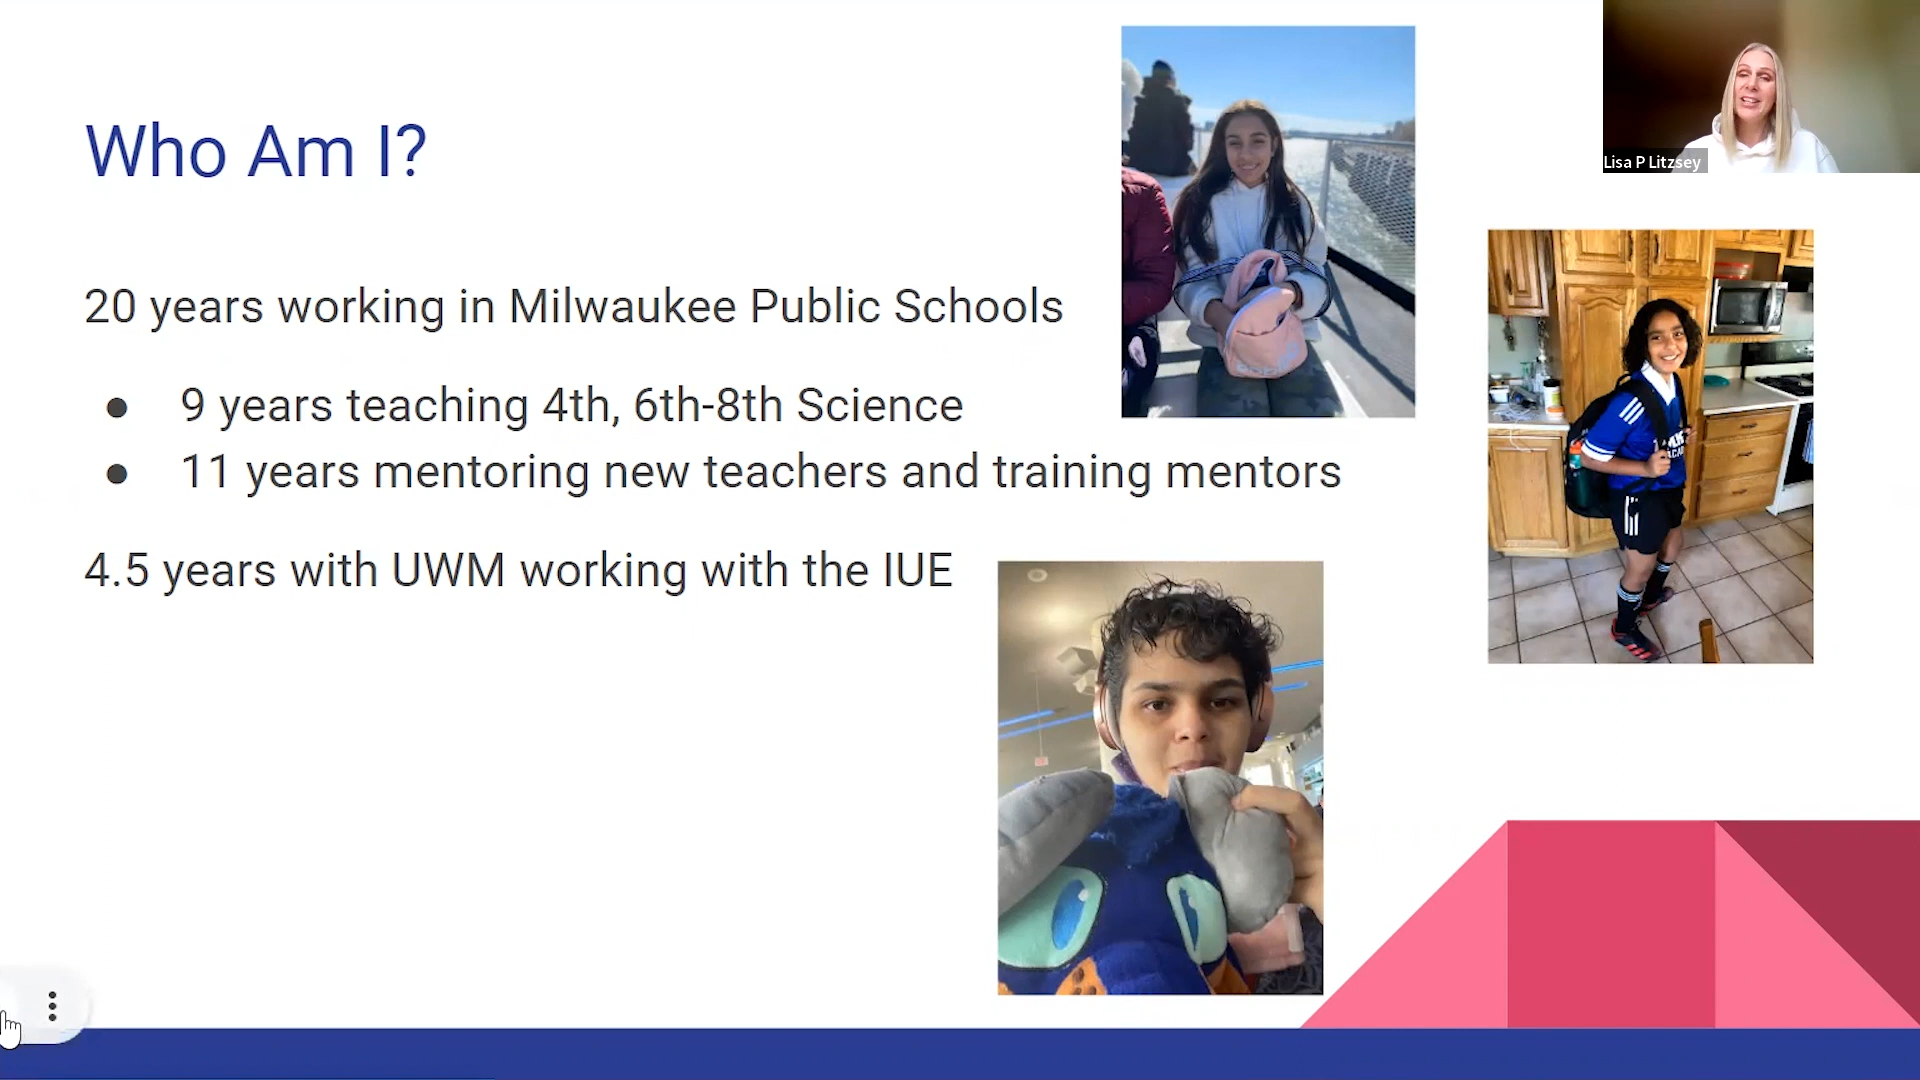 Who Am I?
Lisa P Litzsey
20 years working in Milwaukee Public Schools
● 9 years teaching 4th, 6th-8th Science
● 11 years mentoring new teachers and training mentors
4.5 years with UWM working with the IUE